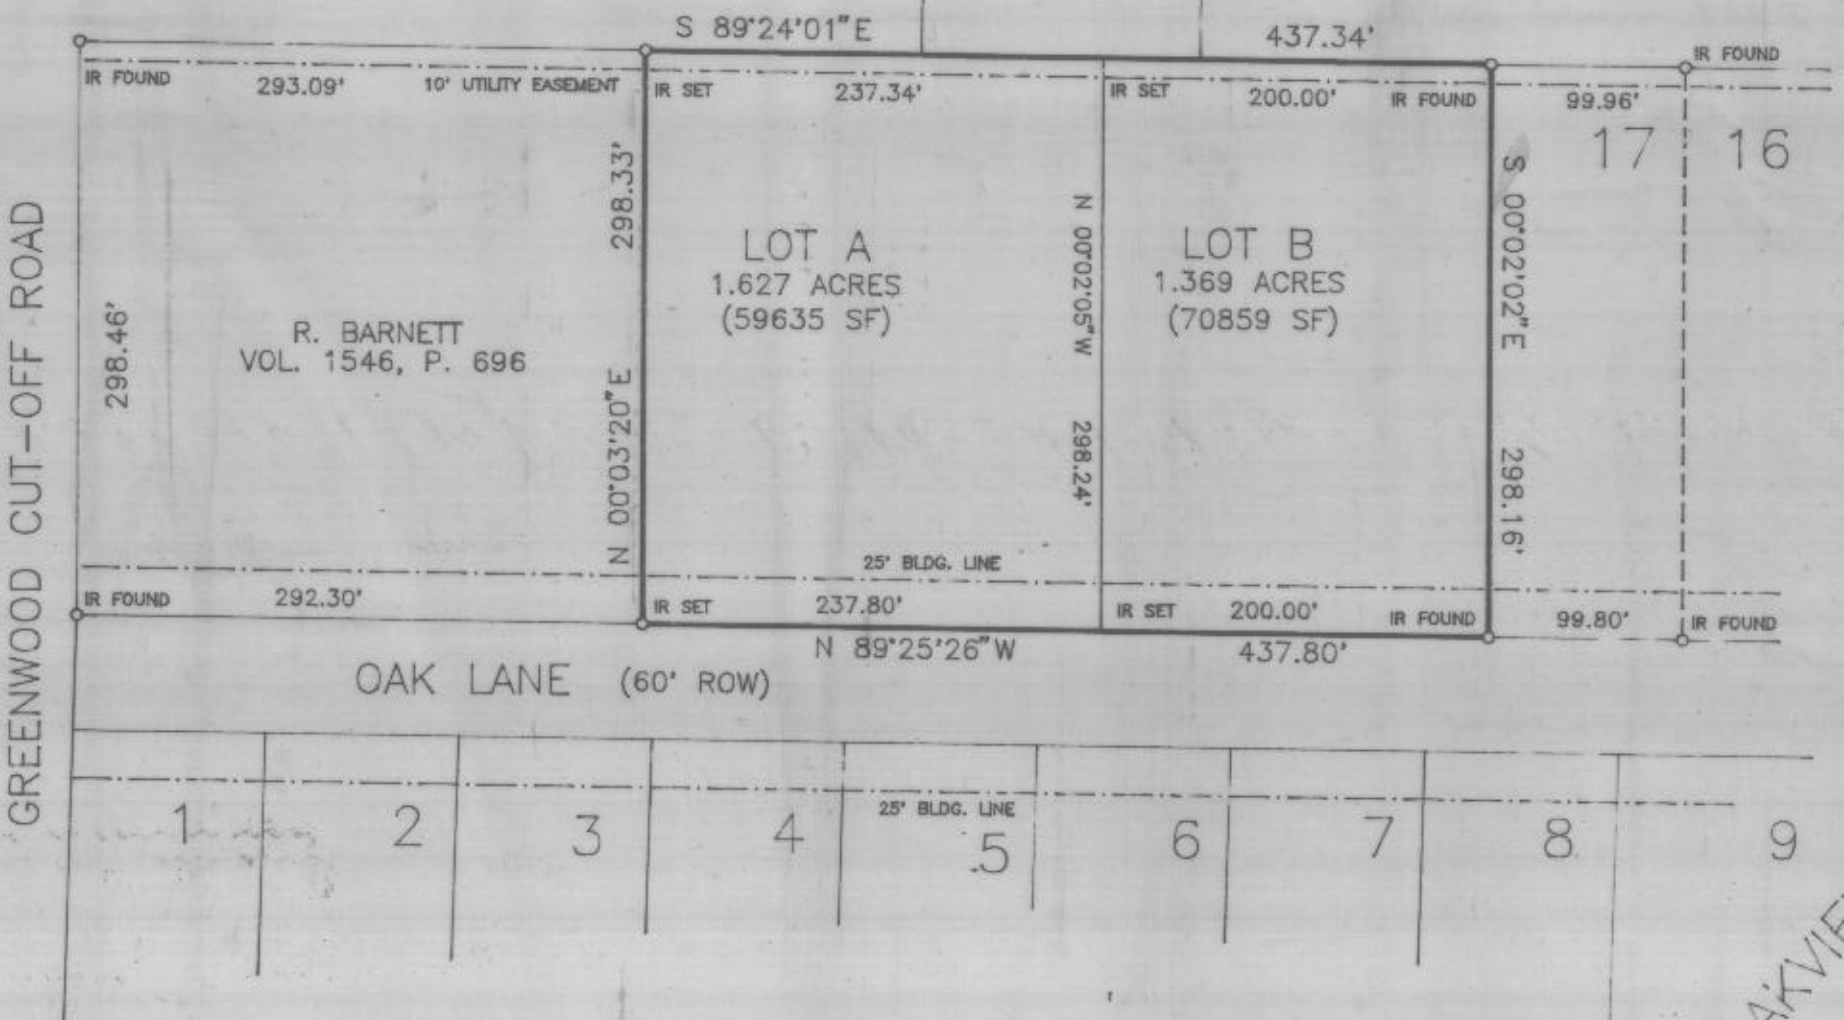 S 89°24'01"E
437.34'
IR FOUND
293.09'
10' UTILITY EASEMENT
IR SET
237.34'
IR SET
200.00'
IR FOUND
99.96'
IR FOUND
17
16
GREENWOOD CUT-OFF ROAD
298.46'
R. BARNETT
VOL. 1546, P. 696
N 00°03'20"E 298.33'
LOT A
1.627 ACRES
(59635 SF)
N 00°02'05"W 298.24'
LOT B
1.369 ACRES
(70859 SF)
S 00°02'02"E 298.16'
25' BLDG. LINE
IR FOUND
292.30'
IR SET
237.80'
IR SET
200.00'
IR FOUND
99.80'
IR FOUND
N 89°25'26"W
437.80'
OAK LANE (60' ROW)
25' BLDG. LINE
1
2
3
4
5
6
7
8
9